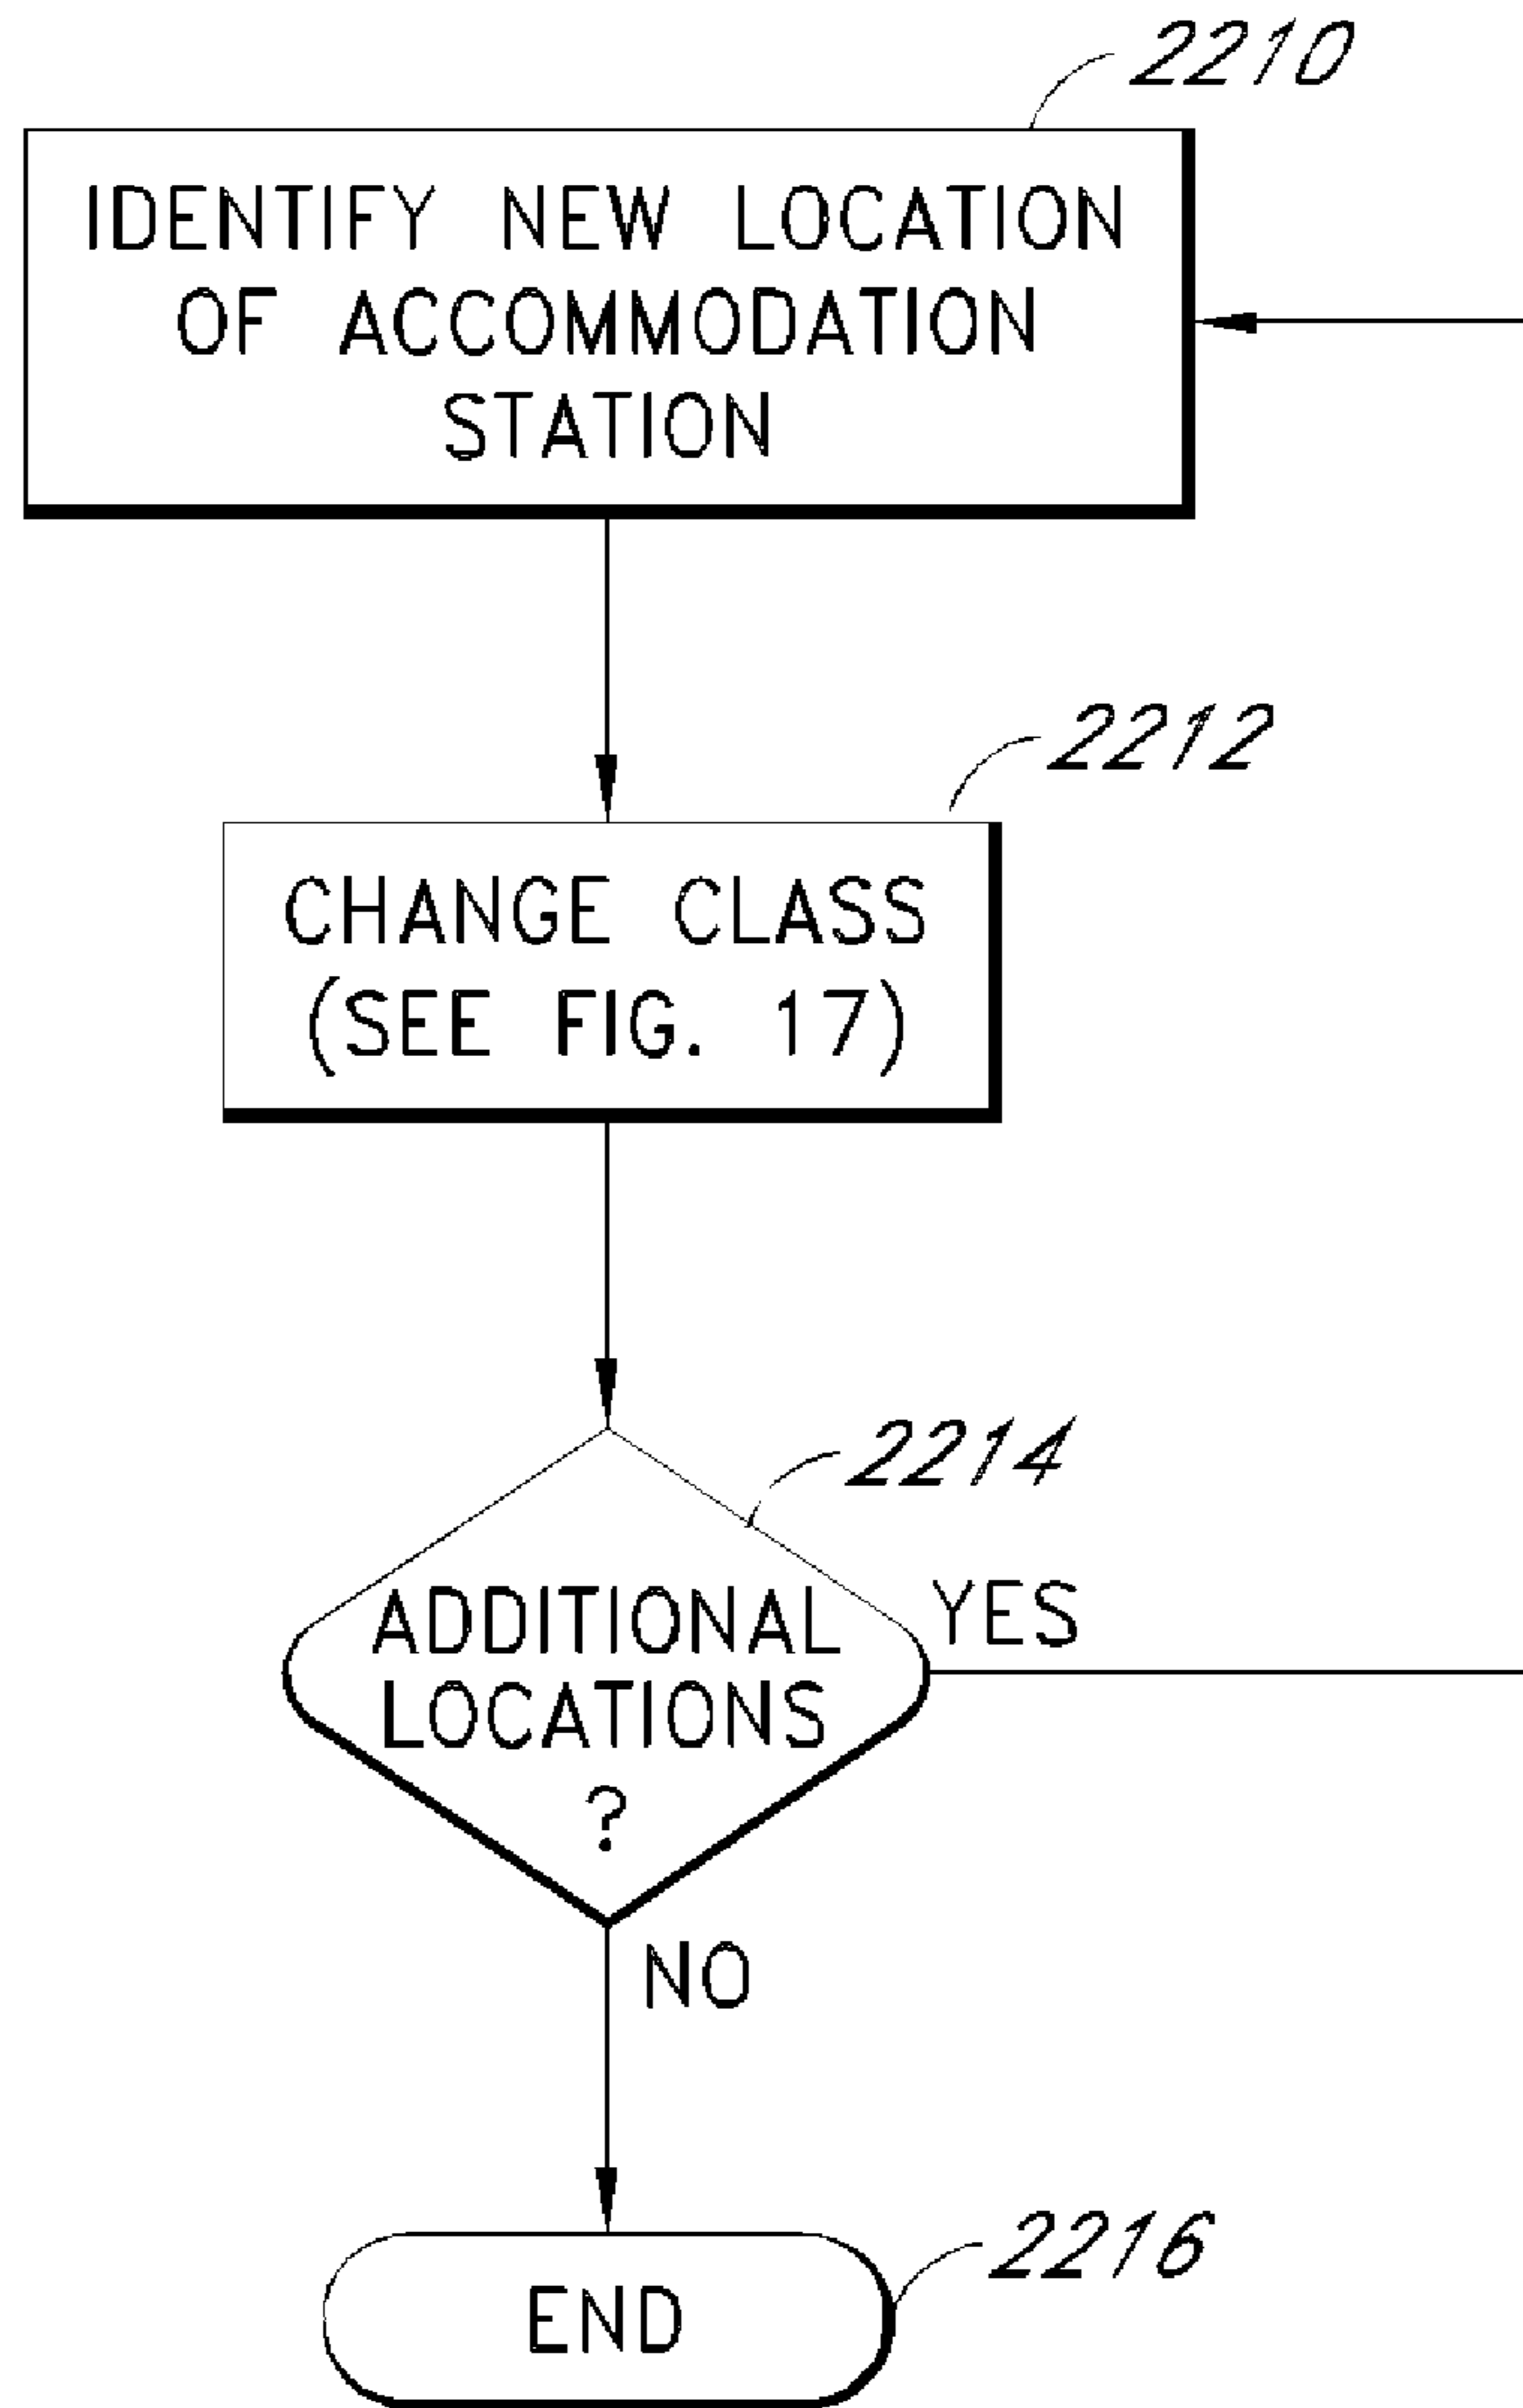 2210
IDENTIFY NEW LOCATION
OF ACCOMMODATION
STATION
2212
CHANGE CLASS
(SEE FIG. 17)
2214
ADDITIONAL
LOCATIONS
?
YES
NO
2216
END